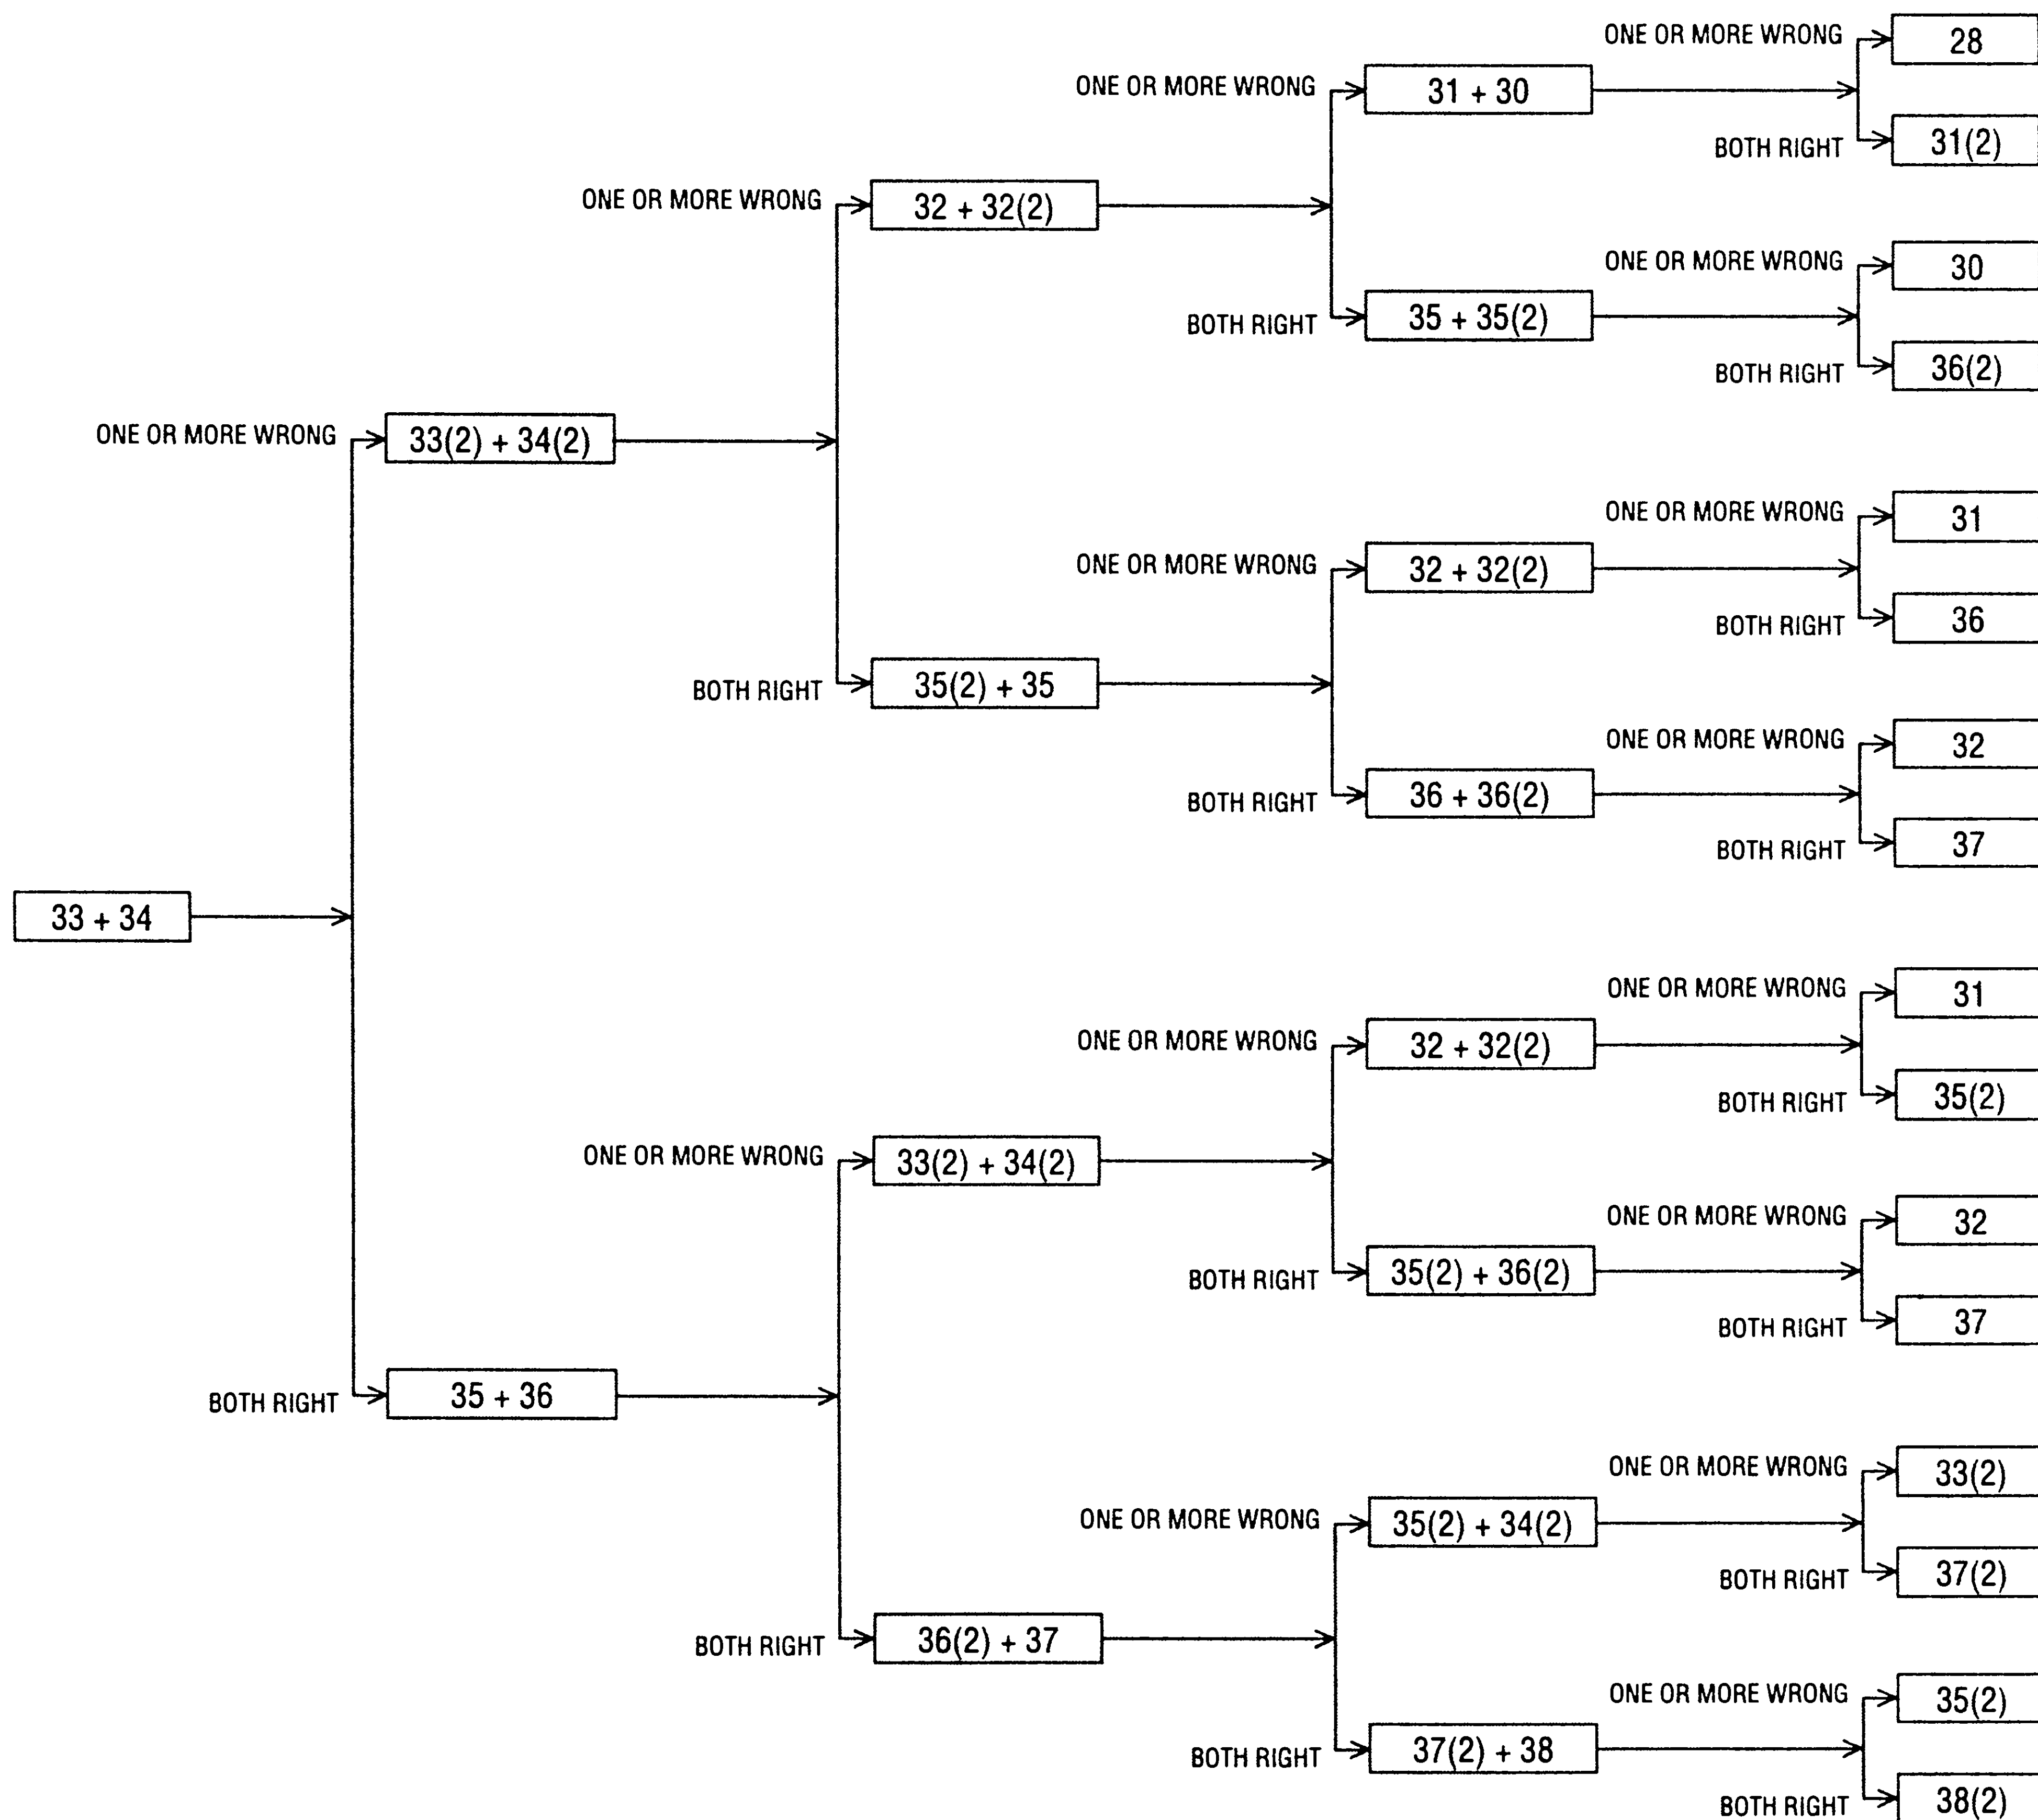 ONE OR MORE WRONG
28
ONE OR MORE WRONG
31 + 30
BOTH RIGHT
31(2)
ONE OR MORE WRONG
32 + 32(2)
ONE OR MORE WRONG
30
BOTH RIGHT
35 + 35(2)
BOTH RIGHT
36(2)
ONE OR MORE WRONG
33(2) + 34(2)
ONE OR MORE WRONG
31
ONE OR MORE WRONG
32 + 32(2)
BOTH RIGHT
36
BOTH RIGHT
35(2) + 35
ONE OR MORE WRONG
32
BOTH RIGHT
36 + 36(2)
BOTH RIGHT
37
33 + 34
ONE OR MORE WRONG
31
ONE OR MORE WRONG
32 + 32(2)
BOTH RIGHT
35(2)
ONE OR MORE WRONG
33(2) + 34(2)
ONE OR MORE WRONG
32
BOTH RIGHT
35(2) + 36(2)
BOTH RIGHT
37
BOTH RIGHT
35 + 36
ONE OR MORE WRONG
33(2)
ONE OR MORE WRONG
35(2) + 34(2)
BOTH RIGHT
37(2)
BOTH RIGHT
36(2) + 37
ONE OR MORE WRONG
35(2)
BOTH RIGHT
37(2) + 38
BOTH RIGHT
38(2)